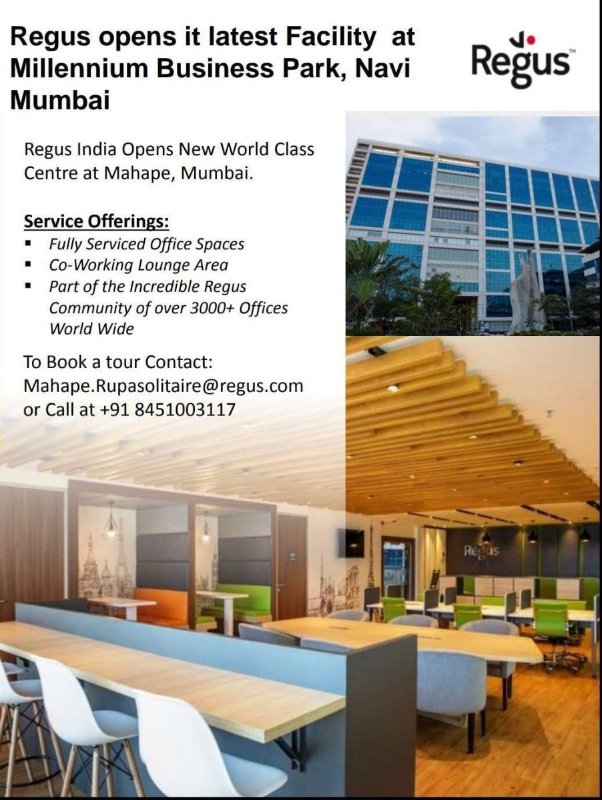 Regus opens it latest Facility at
Millennium Business Park, Navi
Mumbai
Regus™
Regus India Opens New World Class
Centre at Mahape, Mumbai.
Service Offerings:
▪ Fully Serviced Office Spaces
▪ Co-Working Lounge Area
▪ Part of the Incredible Regus
Community of over 3000+ Offices
World Wide
To Book a tour Contact:
Mahape.Rupasolitaire@regus.com
or Call at +91 8451003117
Regus